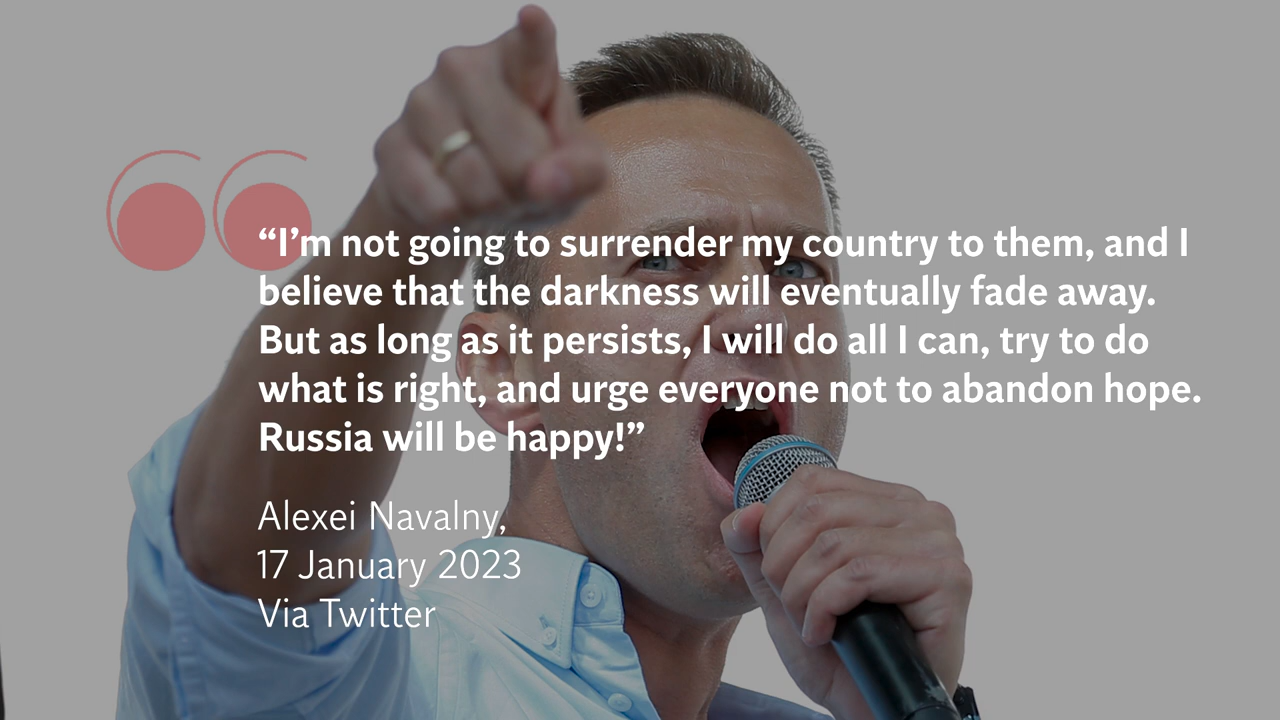 “I’m not going to surrender my country to them, and I
believe that the darkness will eventually fade away.
But as long as it persists, I will do all I can, try to do
what is right, and urge everyone not to abandon hope.
Russia will be happy!”
Alexei Navalny,
17 January 2023
Via Twitter